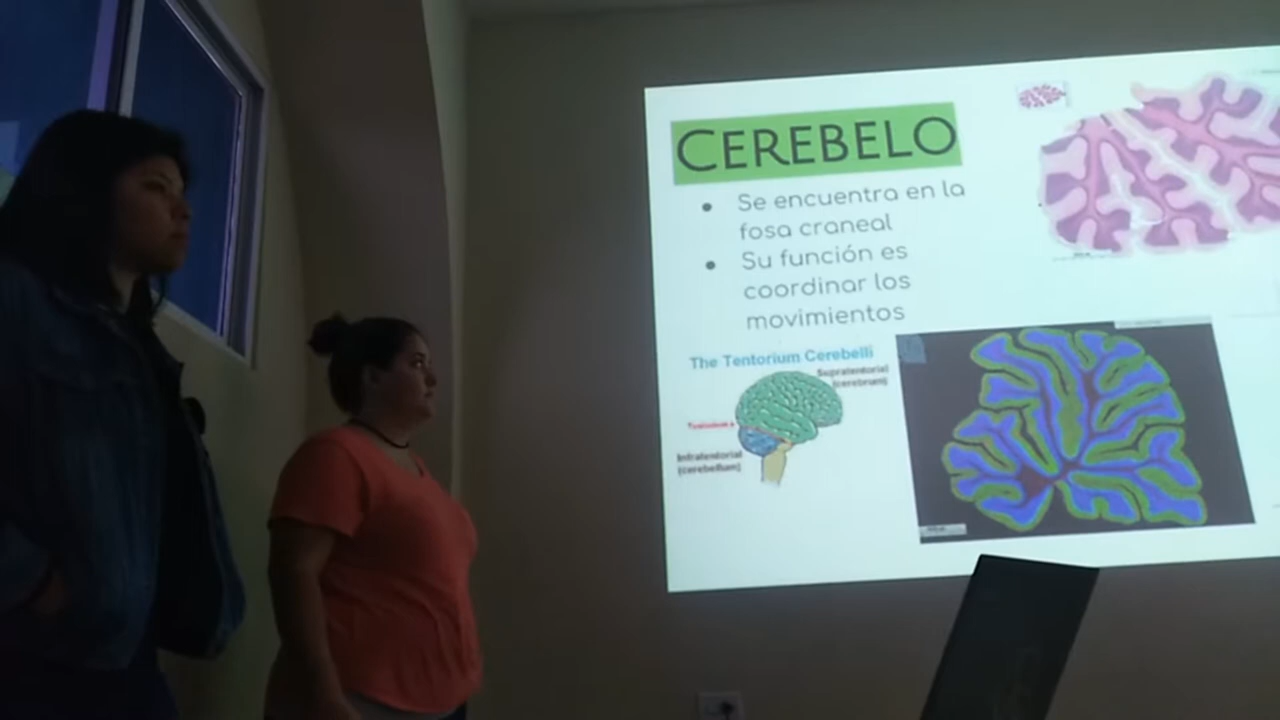 CEREBELO
Se encuentra en la
fosa craneal
Su función es
coordinar los
movimientos
The Tentorium Cerebelli
Supratentorial
(cerebrum)
Infratentorial
(cerebellum)